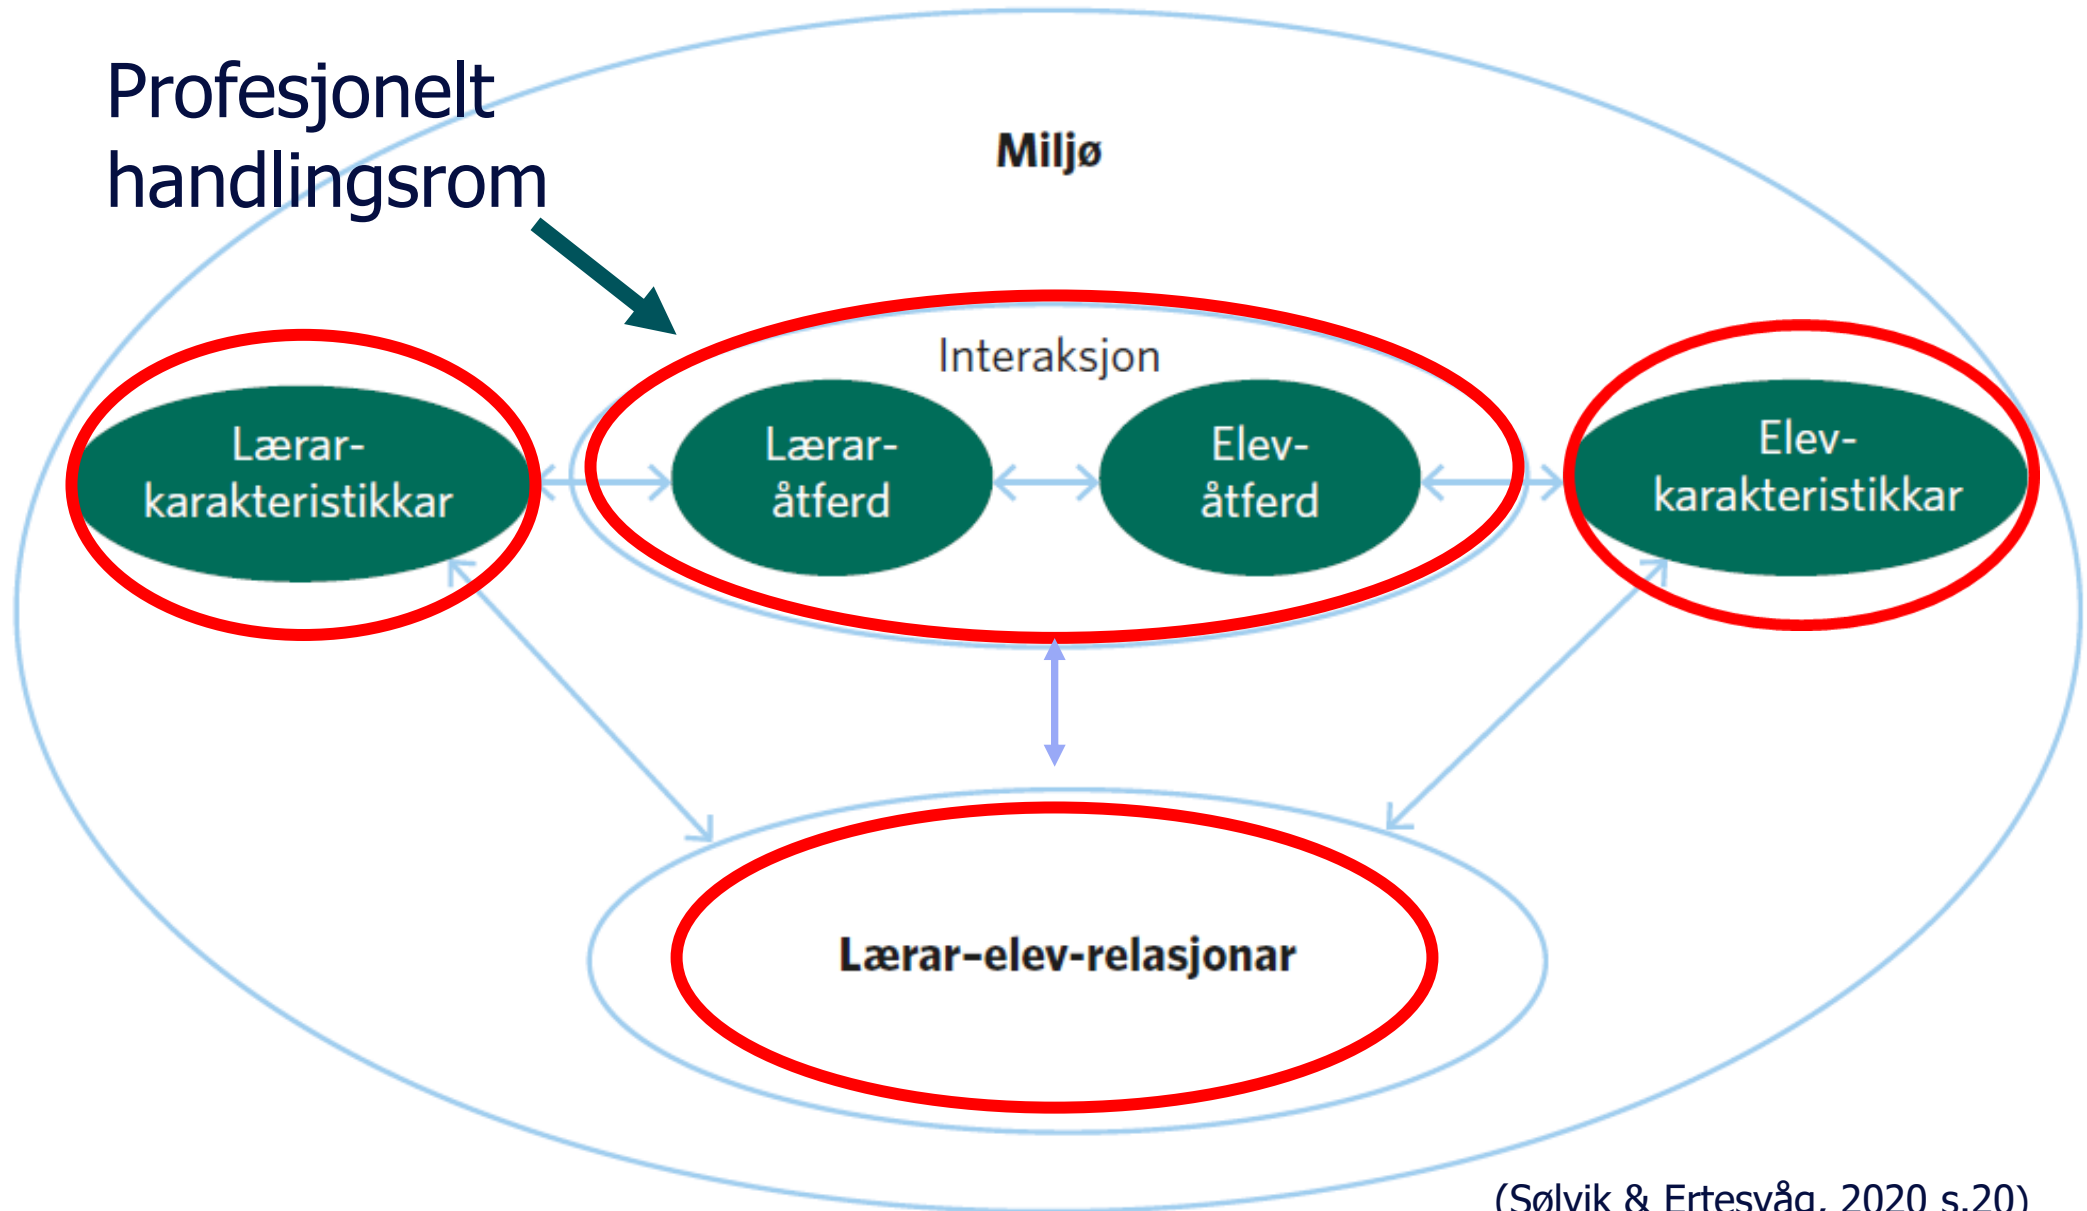 Profesjonelt
handlingsrom
Miljø
Interaksjon
Lærar-
karakteristikkar
Lærar-
åtferd
Elev-
åtferd
Elev-
karakteristikkar
Lærar–elev-relasjonar
(Sølvik & Ertesvåg, 2020 s.20)